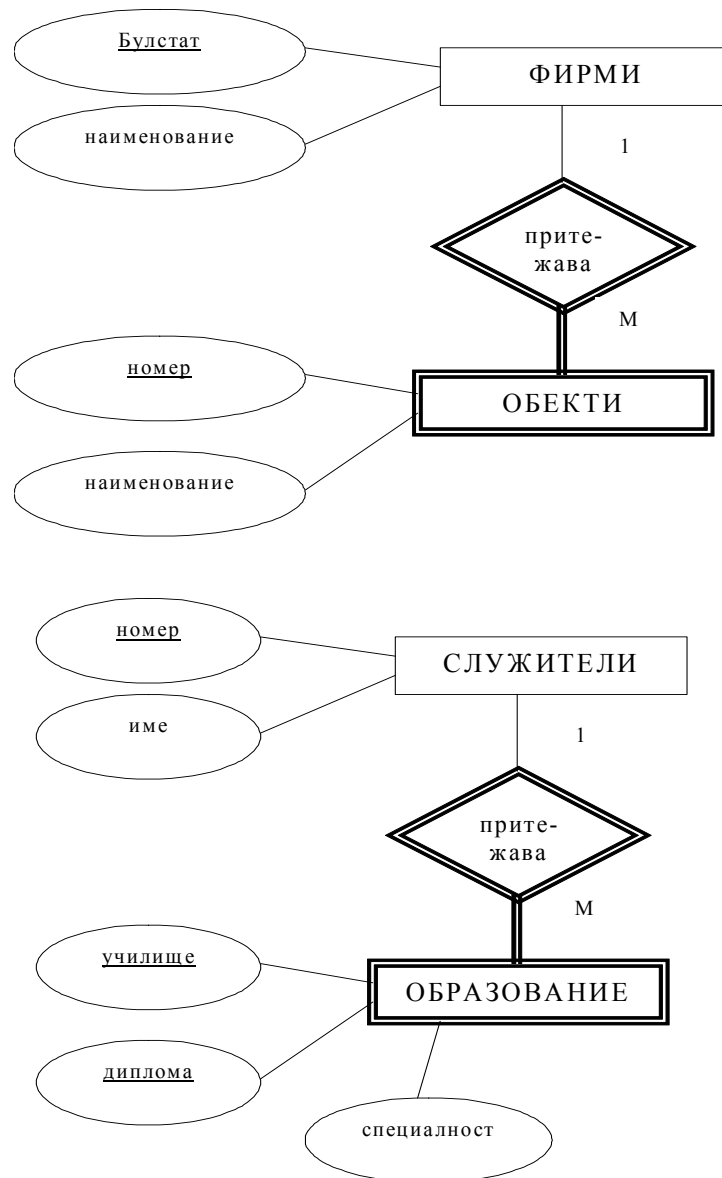 Булстат
ФИРМИ
наименование
1
прите-
жава
М
номер
ОБЕКТИ
наименование
номер
СЛУЖИТЕЛИ
име
1
прите-
жава
М
училище
ОБРАЗОВАНИЕ
диплома
специалност